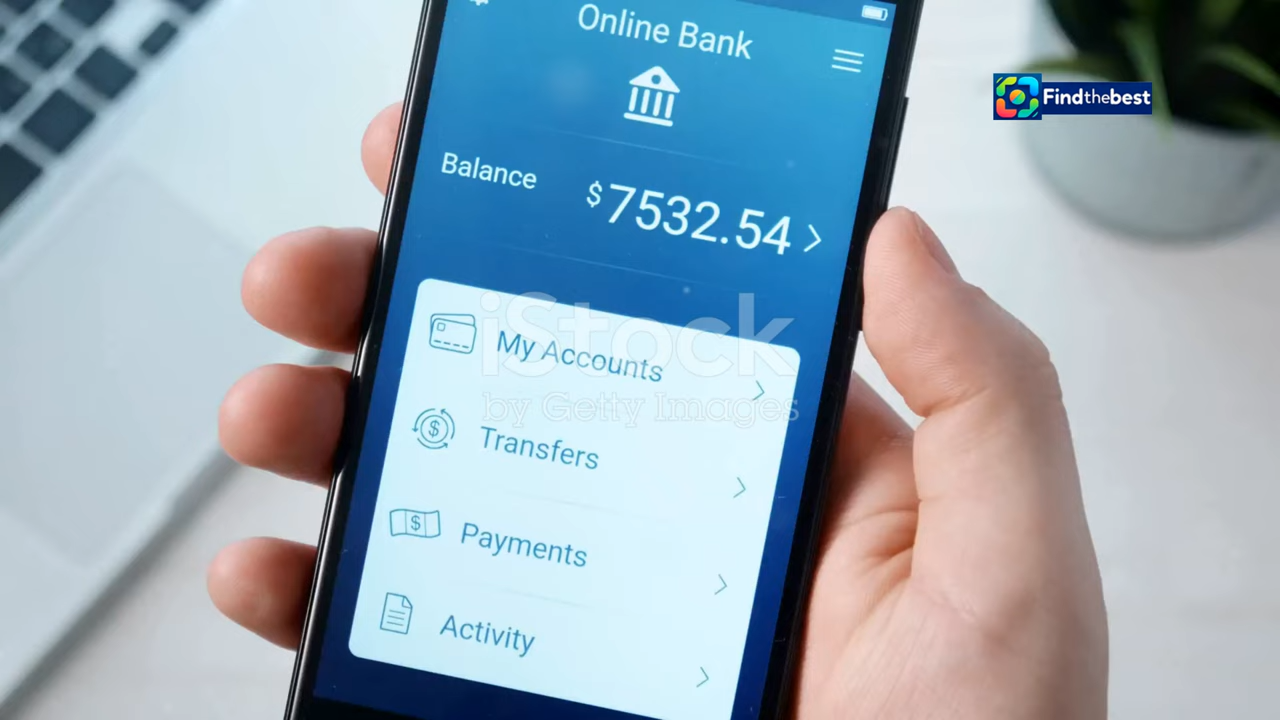 Online Bank
Findthebest
Balance $7532.54
iStock
My Accounts
by Getty Images
Transfers
Payments
Activity